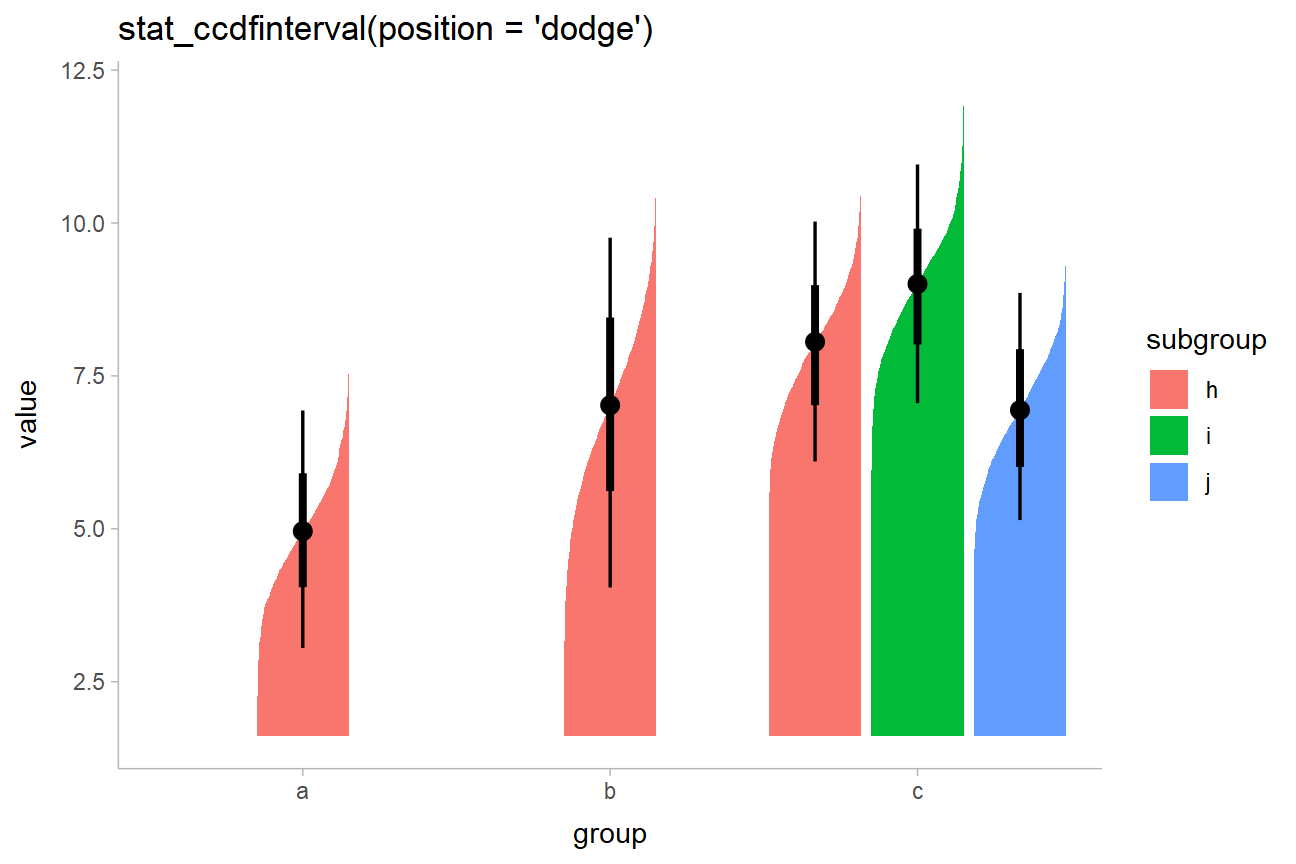 stat_ccdfinterval(position = 'dodge')
12.5
10.0
7.5
5.0
2.5
value
a b c
group
subgroup
h
i
j